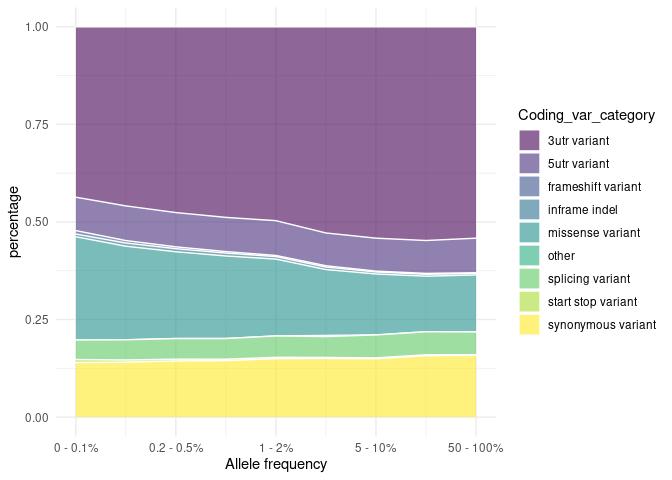 1.00
0.75
0.50
0.25
0.00
percentage
0 - 0.1%
0.2 - 0.5%
1 - 2%
5 - 10%
50 - 100%
Allele frequency
Coding_var_category
3utr variant
5utr variant
frameshift variant
inframe indel
missense variant
other
splicing variant
start stop variant
synonymous variant